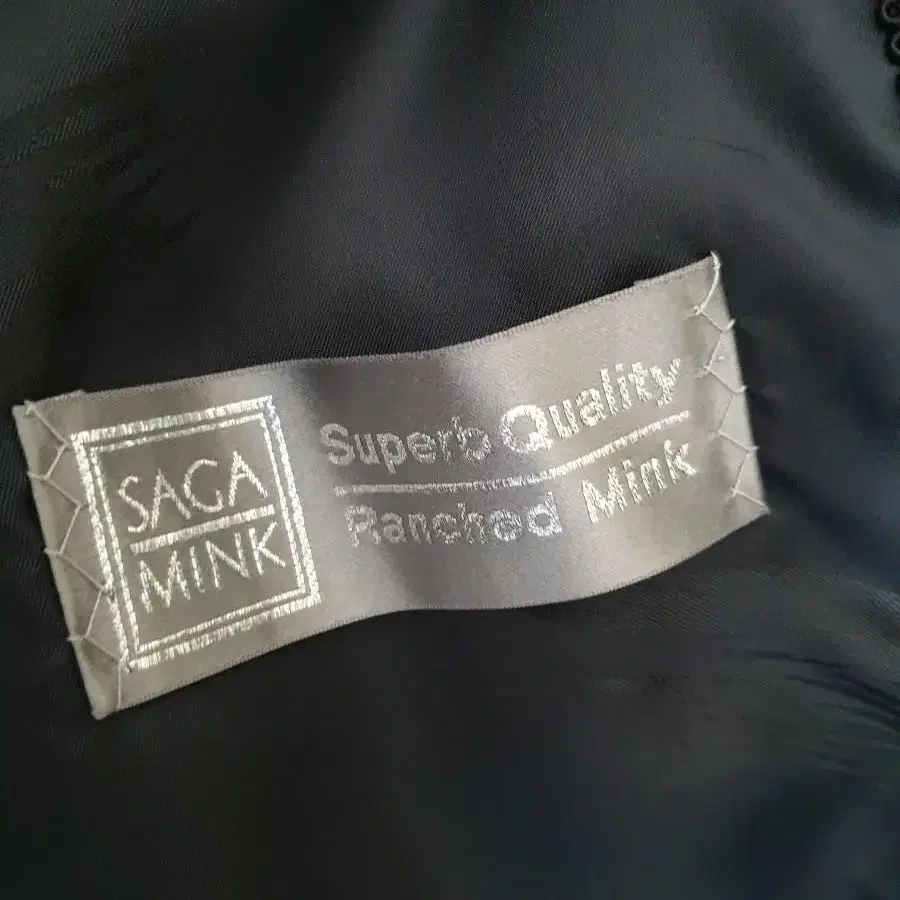 SAGA
MINK
Superb Quality
Ranched Mink